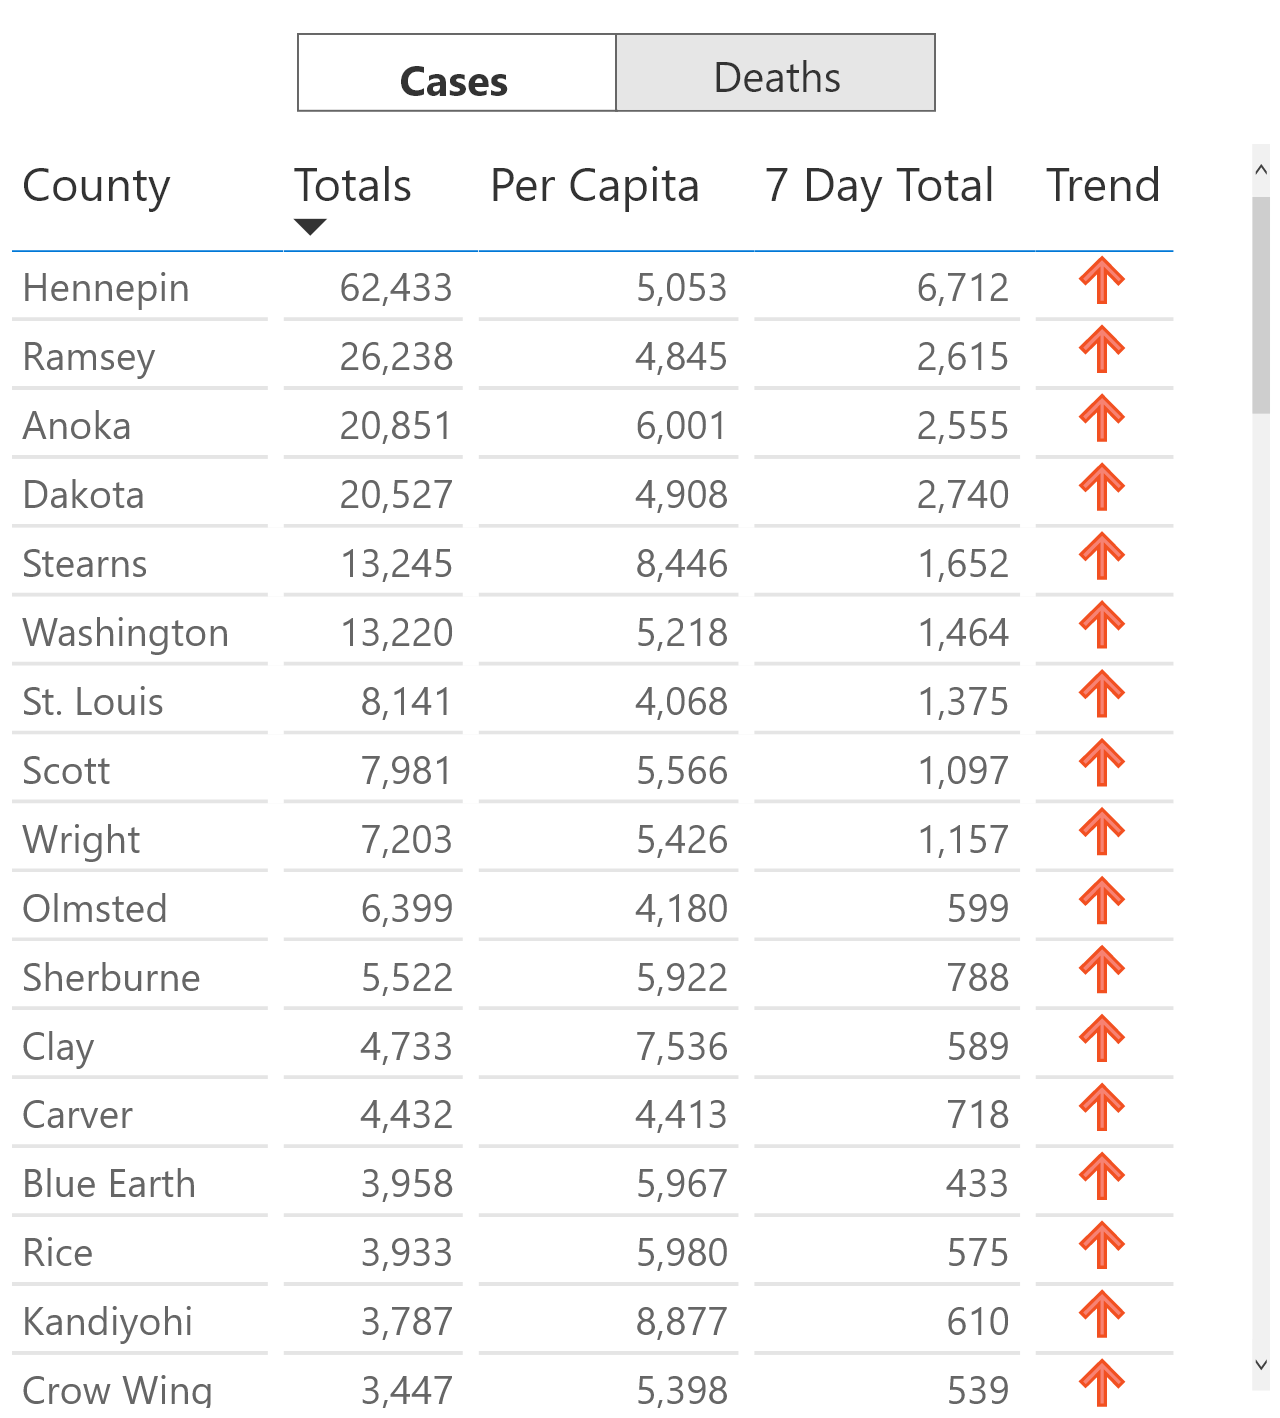 Cases Deaths
County Totals Per Capita 7 Day Total Trend
Hennepin 62,433 5,053 6,712
Ramsey 26,238 4,845 2,615
Anoka 20,851 6,001 2,555
Dakota 20,527 4,908 2,740
Stearns 13,245 8,446 1,652
Washington 13,220 5,218 1,464
St. Louis 8,141 4,068 1,375
Scott 7,981 5,566 1,097
Wright 7,203 5,426 1,157
Olmsted 6,399 4,180 599
Sherburne 5,522 5,922 788
Clay 4,733 7,536 589
Carver 4,432 4,413 718
Blue Earth 3,958 5,967 433
Rice 3,933 5,980 575
Kandiyohi 3,787 8,877 610
Crow Wing 3,447 5,398 539